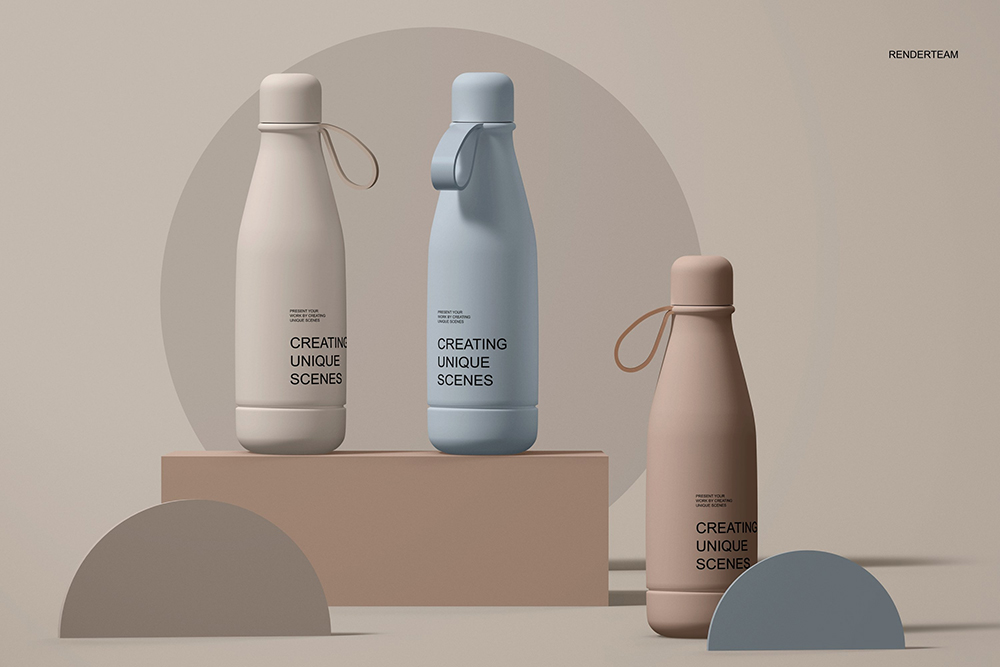 RENDERTEAM
PRESENT YOUR
WORK BY CREATING
UNIQUE SCENES
CREATING
UNIQUE
SCENES
PRESENT YOUR
WORK BY CREATING
UNIQUE SCENES
CREATING
UNIQUE
SCENES
PRESENT YOUR
WORK BY CREATING
UNIQUE SCENES
CREATING
UNIQUE
SCENES